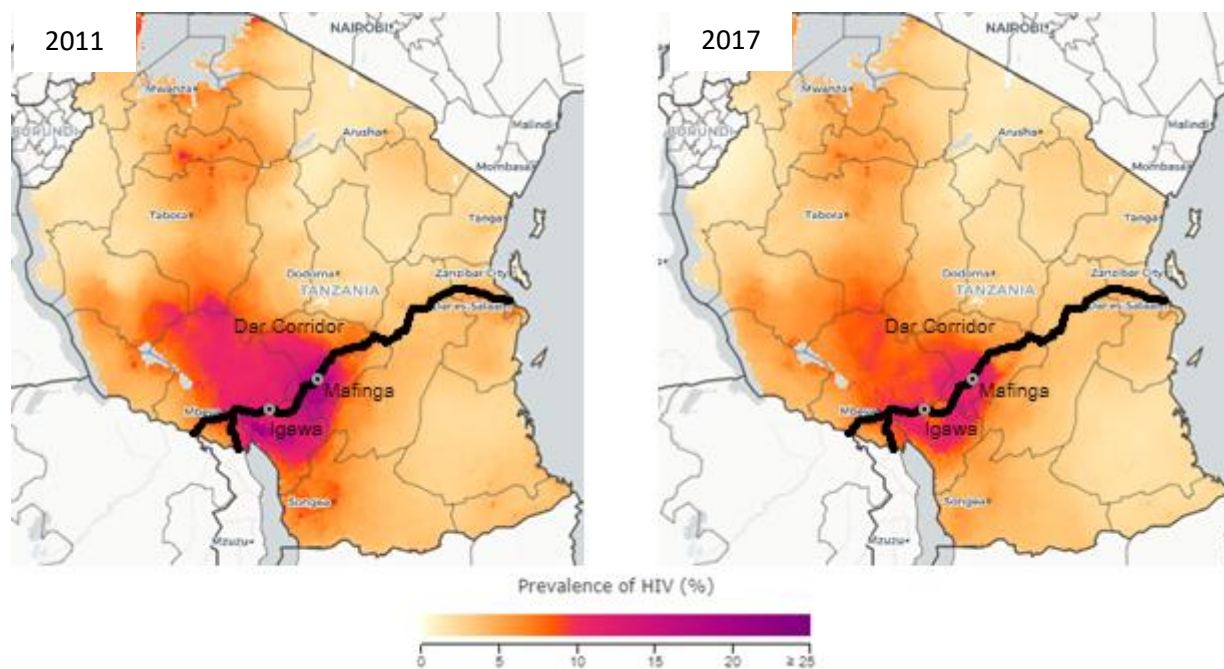 2011
NAIROBI
Mwanza
BURUNDI
Arusha
Malindi
Mombasa
Tabora
Tanga
Dodoma
Zanzibar City
TANZANIA
Dar es Salaam
Dar Corridor
Mafinga
Igawa
Songea
Mzuzu
2017
NAIROBI
Mwanza
BURUNDI
Arusha
Malindi
Mombasa
Tabora
Tanga
Dodoma
Zanzibar City
TANZANIA
Dar es Salaam
Dar Corridor
Mafinga
Igawa
Songea
Mzuzu
Prevalence of HIV (%)
0 5 10 15 20 ≥ 25